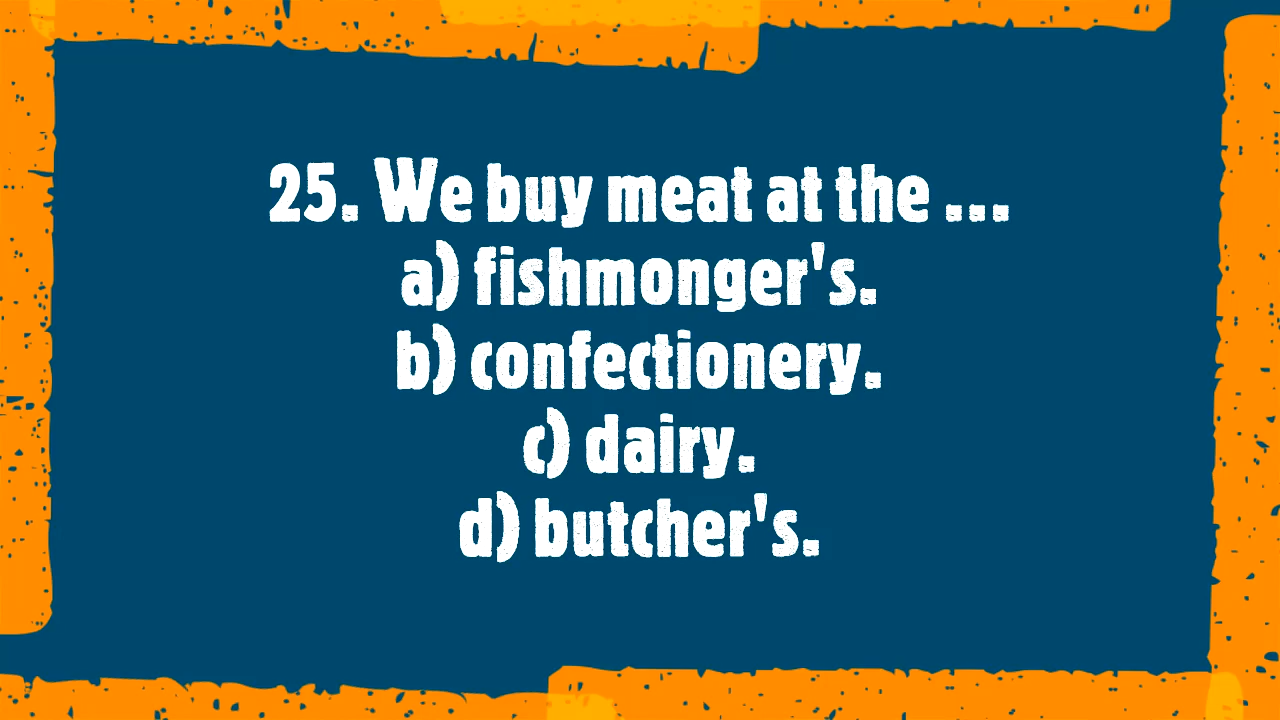 25. We buy meat at the ...
a) fishmonger's.
b) confectionery.
c) dairy.
d) butcher's.